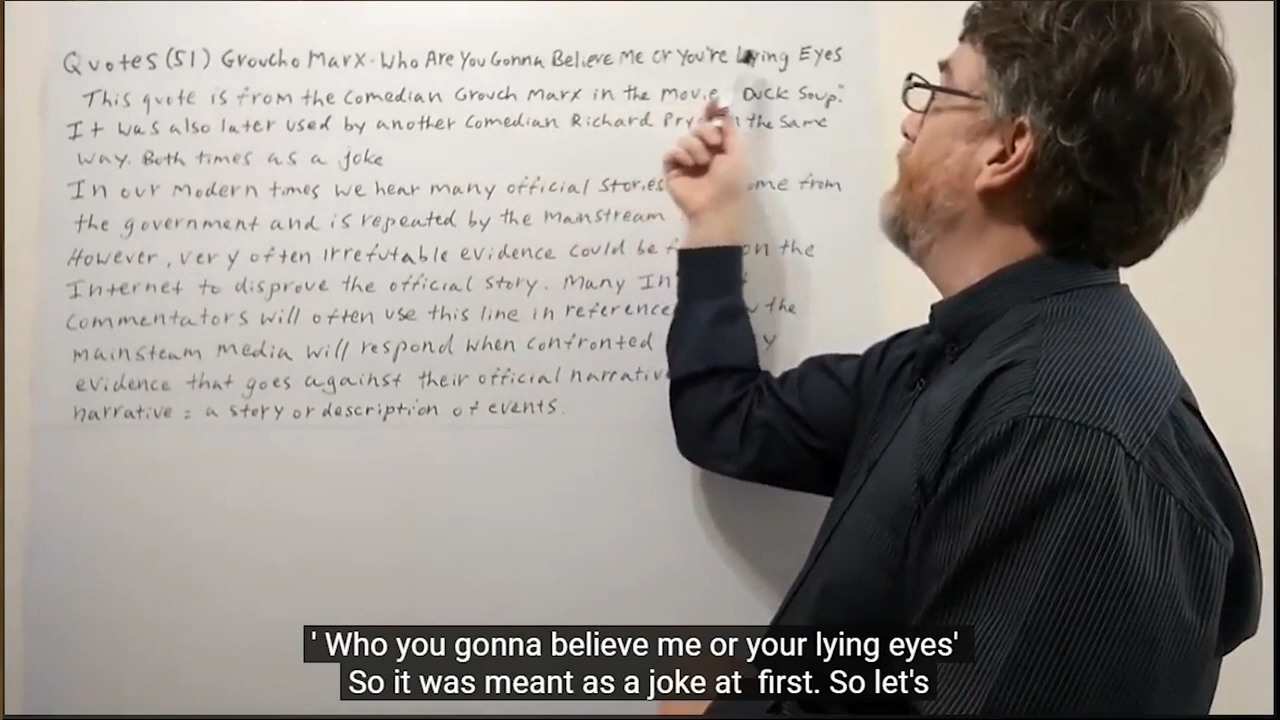 Quotes (51) Groucho Marx - Who Are You Gonna Believe Me or You're Lying Eyes
This quote is from the comedian Grouch Marx in the movie Duck Soup."
It was also later used by another comedian Richard the same
way. Both times as a joke
In our modern times we hear many official stories from
the government and is repeated by the mainstream
However, very often irrefutable evidence could be on the
Internet to disprove the official story. Many
commentators will often use this line in reference the
mainsteam media will respond when confronted
evidence that goes against their official narrative
narrative = a story or description of events.
' Who you gonna believe me or your lying eyes'
So it was meant as a joke at first. So let's